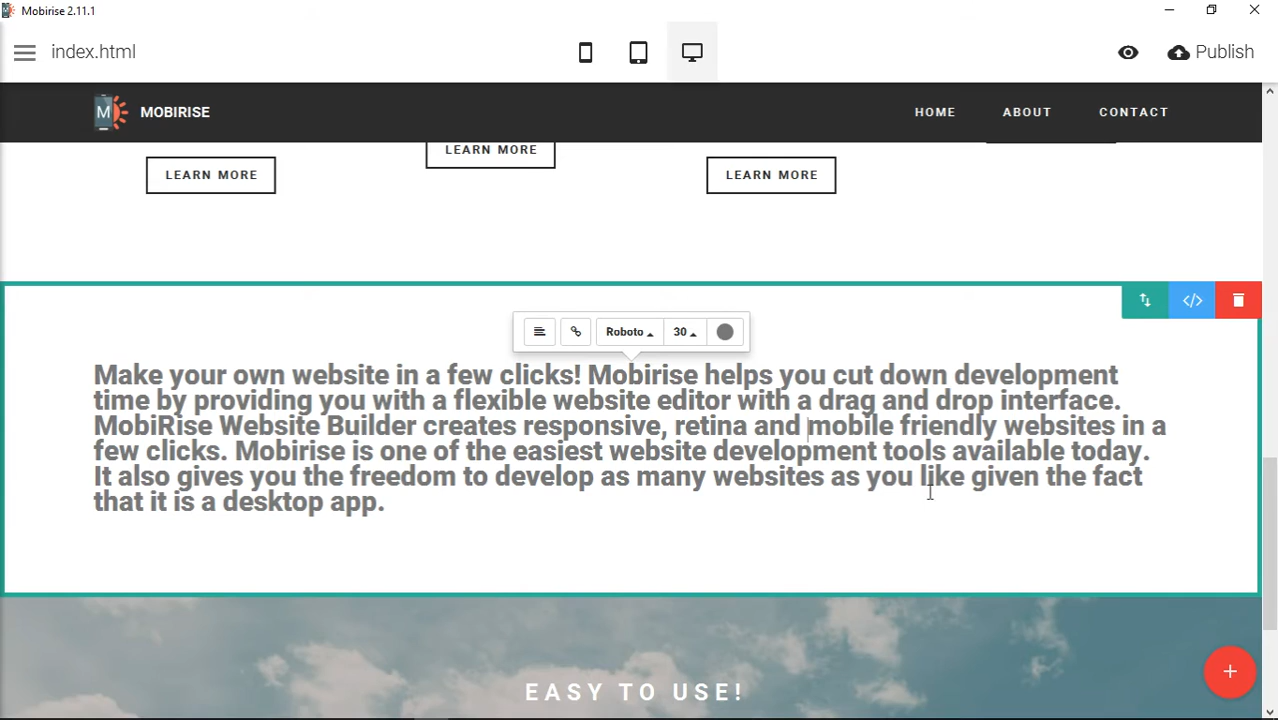 Mobirise 2.11.1
index.html
Publish
M MOBIRISE
HOME ABOUT CONTACT
LEARN MORE
LEARN MORE
LEARN MORE
</>
Roboto 30
Make your own website in a few clicks! Mobirise helps you cut down development
time by providing you with a flexible website editor with a drag and drop interface.
MobiRise Website Builder creates responsive, retina and mobile friendly websites in a
few clicks. Mobirise is one of the easiest website development tools available today.
It also gives you the freedom to develop as many websites as you like given the fact
that it is a desktop app.
EASY TO USE!